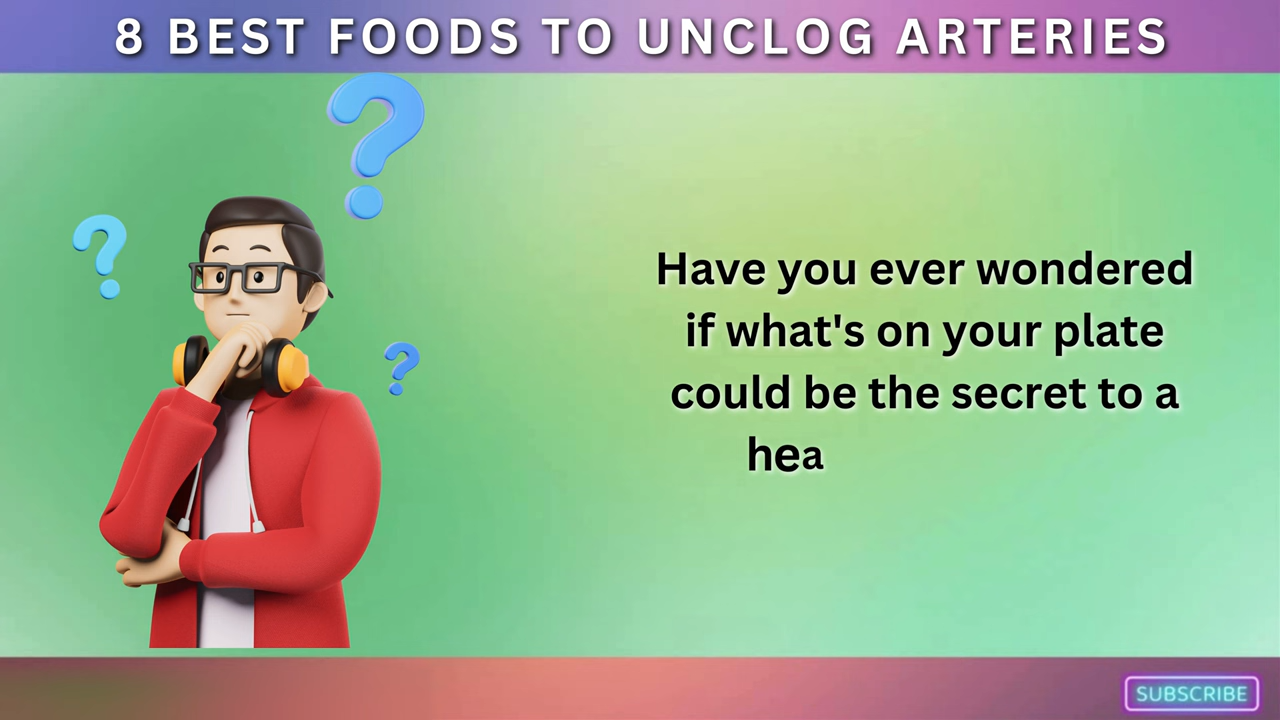 8 BEST FOODS TO UNCLOG ARTERIES
Have you ever wondered
if what's on your plate
could be the secret to a
hea
SUBSCRIBE